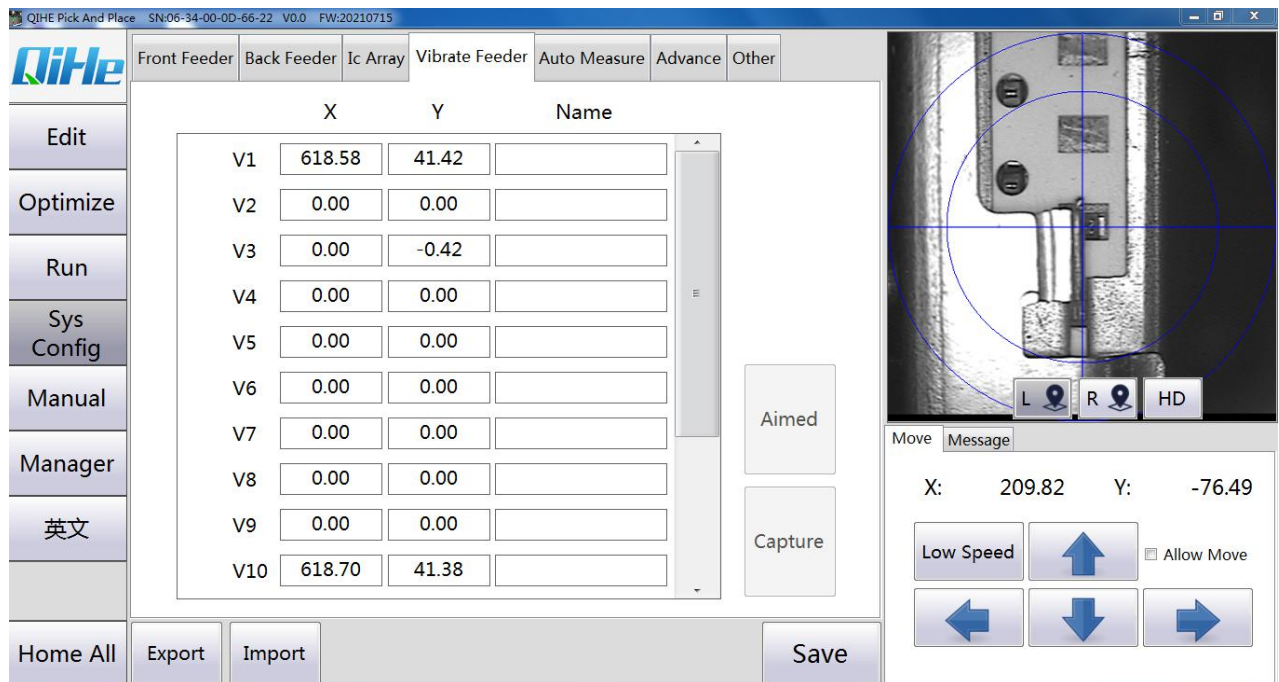 QIHE Pick And Place SN:06-34-00-0D-66-22 V0.0 FW:20210715
QiHe
Edit
Optimize
Run
Sys
Config
Manual
Manager
英文
Home All
Front Feeder Back Feeder Ic Array Vibrate Feeder Auto Measure Advance Other
X Y Name
V1 618.58 41.42
V2 0.00 0.00
V3 0.00 -0.42
V4 0.00 0.00
V5 0.00 0.00
V6 0.00 0.00
V7 0.00 0.00
V8 0.00 0.00
V9 0.00 0.00
V10 618.70 41.38
Aimed
Capture
Export Import Save
L R HD
Move Message
X: 209.82 Y: -76.49
Low Speed Allow Move